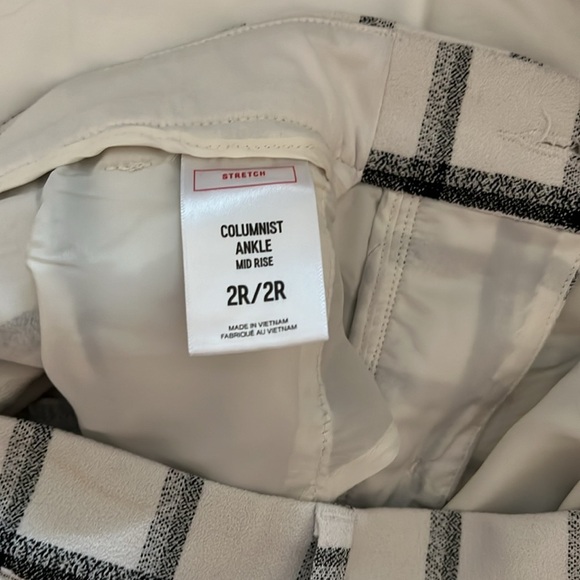 STRETCH
COLUMNIST
ANKLE
MID RISE
2R/2R
MADE IN VIETNAM
FABRIQUÉ AU VIETNAM